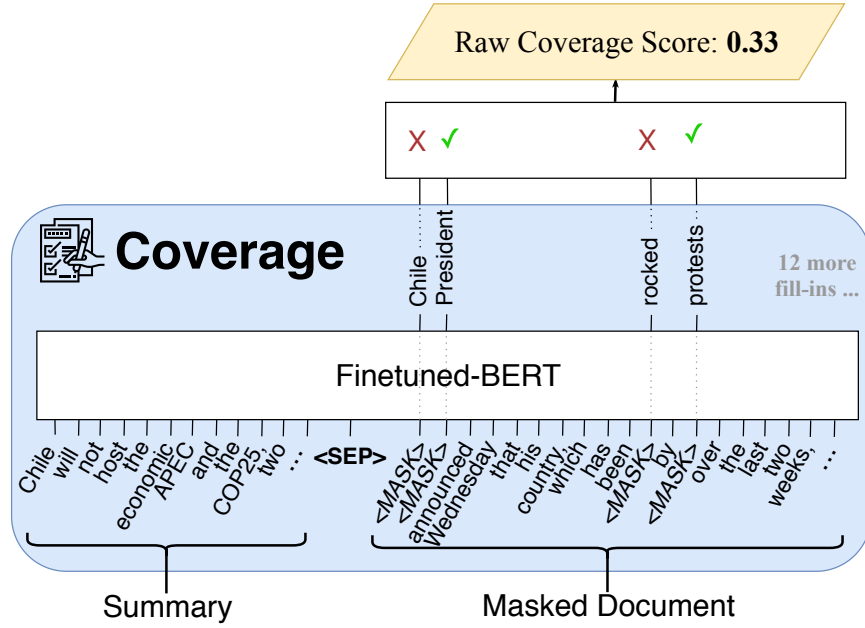 Raw Coverage Score: 0.33
X ✓ X ✓
Coverage
Chile
President
rocked
protests
12 more
fill-ins ...
Finetuned-BERT
Chile will not host the economic APEC and the COP25, two ... <SEP> <MASK> <MASK> announced Wednesday that his country, which has been <MASK> by <MASK> over the last two weeks, ...
Summary
Masked Document